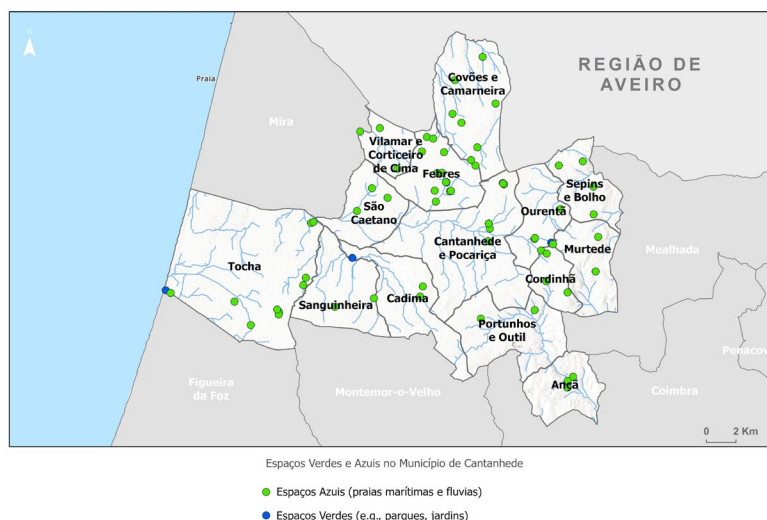 REGIÃO DE
AVEIRO
Praia
Covões e
Camarneira
Mira
Vilamar e
Corticeiro
de Cima
Febres
Sepins
e Bolho
São
Caetano
Ourentã
Cantanhede
e Pocariça
Murtede
Mealhada
Tocha
Cordinhã
Sanguinheira
Cadima
Portunhos
e Outil
Penacov
Figueira
da Foz
Montemor-o-Velho
Ançã
Coimbra
0 2 Km
Espaços Verdes e Azuis no Município de Cantanhede
Espaços Azuis (praias marítimas e fluvias)
Espaços Verdes (e.g., parques, jardins)